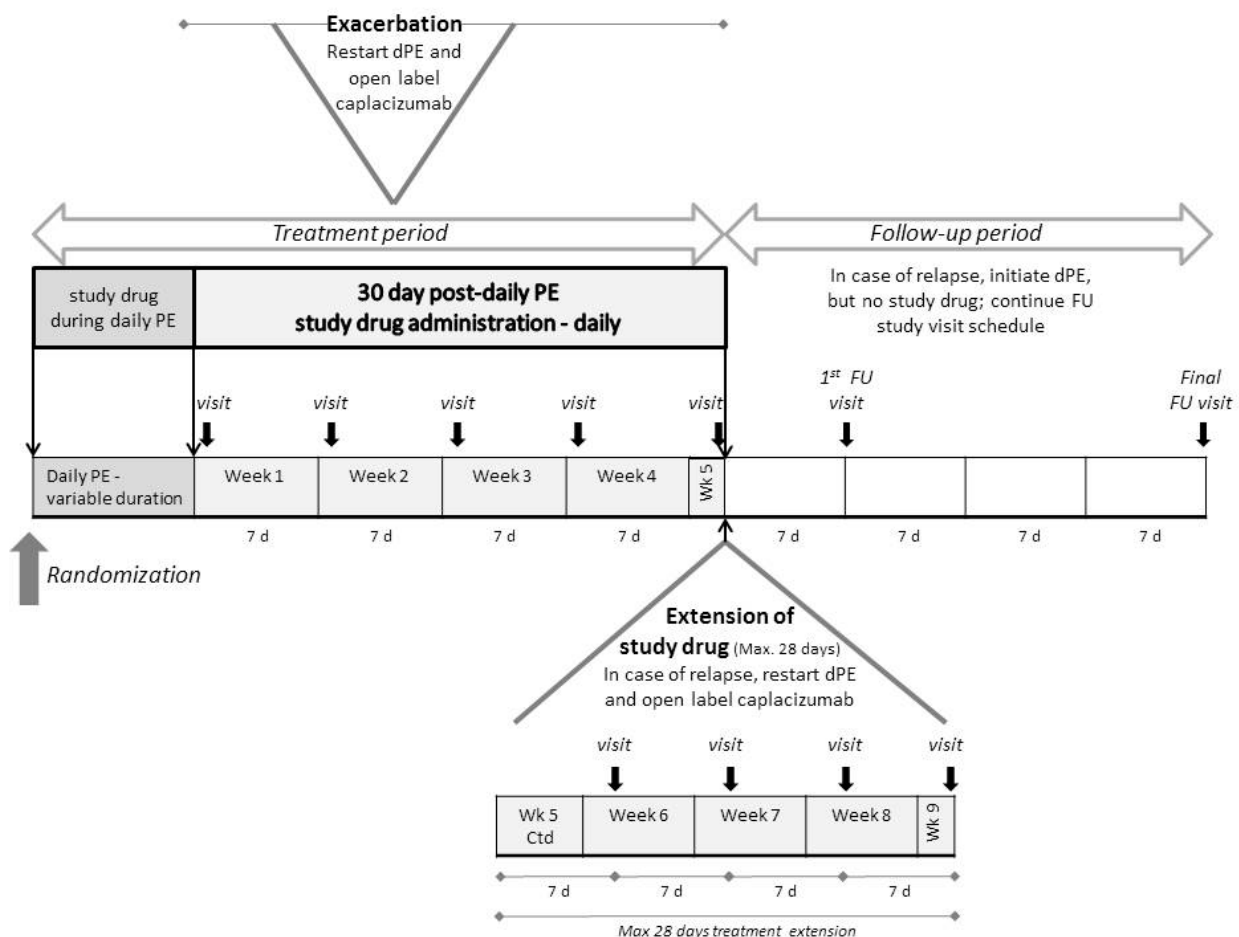 Exacerbation
Restart dPE and
open label
caplacizumab
Treatment period
Follow-up period
study drug
during daily PE
30 day post-daily PE
study drug administration - daily
In case of relapse, initiate dPE,
but no study drug; continue FU
study visit schedule
visit
visit
visit
visit
visit
1st FU
visit
Final
FU visit
Daily PE -
variable duration
Week 1
Week 2
Week 3
Week 4
Wk 5
7 d
7 d
7 d
7 d
7 d
7 d
7 d
7 d
Randomization
Extension of
study drug (Max. 28 days)
In case of relapse, restart dPE
and open label caplacizumab
visit
visit
visit
visit
Wk 5
Ctd
Week 6
Week 7
Week 8
Wk 9
7 d
7 d
7 d
7 d
Max 28 days treatment extension